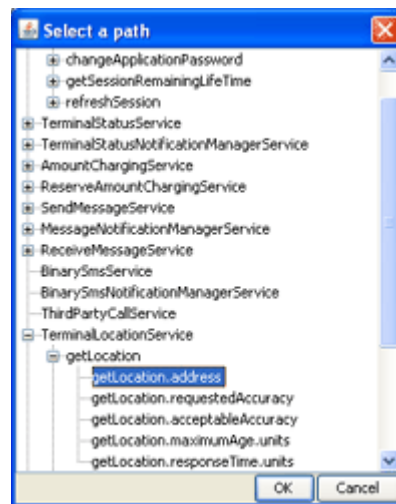 Select a path
changeApplicationPassword
getSessionRemainingLifeTime
refreshSession
TerminalStatusService
TerminalStatusNotificationManagerService
AmountChargingService
ReserveAmountChargingService
SendMessageService
MessageNotificationManagerService
ReceiveMessageService
BinarySmsService
BinarySmsNotificationManagerService
ThirdPartyCallService
TerminalLocationService
getLocation
getLocation.address
getLocation.requestedAccuracy
getLocation.acceptableAccuracy
getLocation.maximumAge.units
getLocation.responseTime.units
OK Cancel